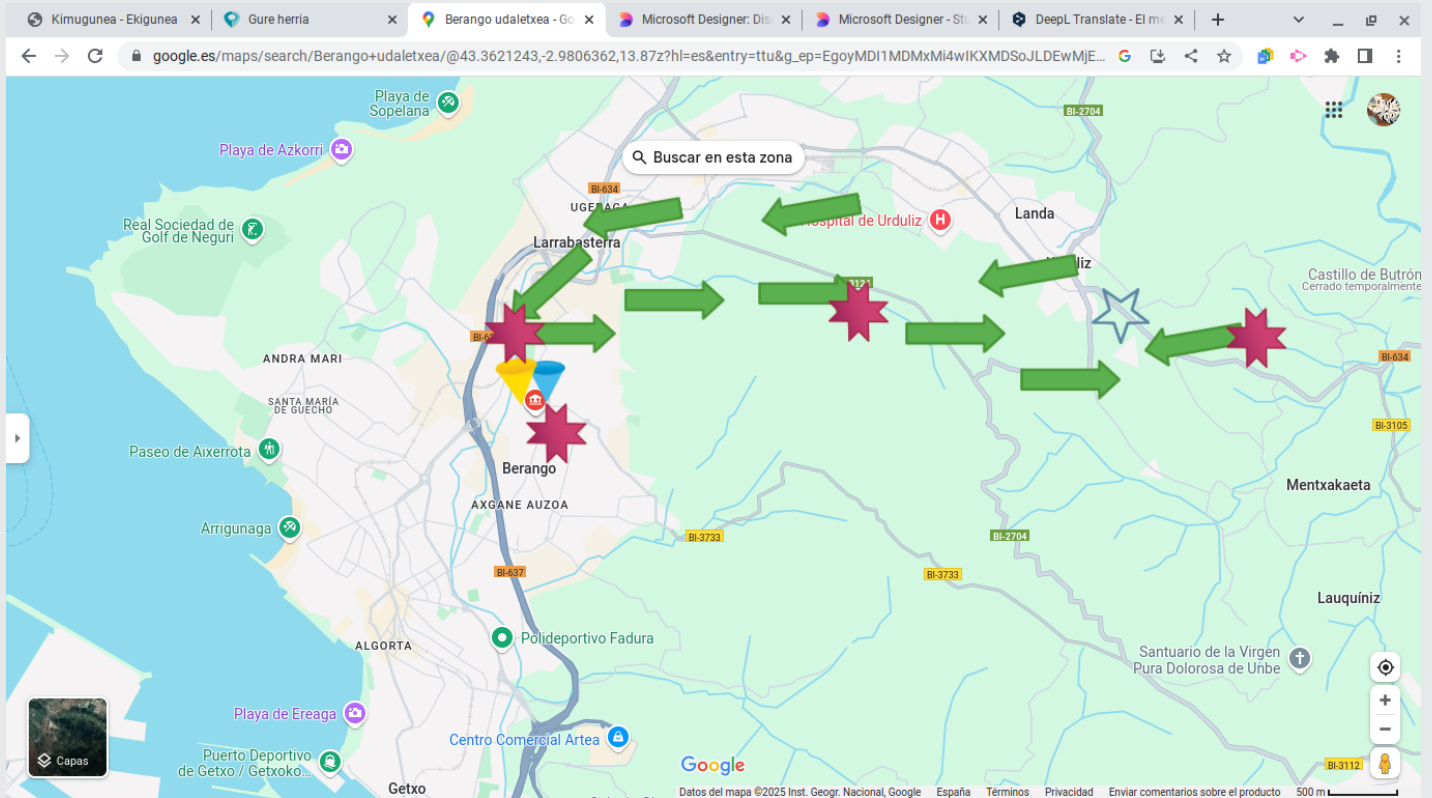 Kimugunea - Ekigunea
Gure herria
Berango udaletxea - Go
Microsoft Designer: Dis
Microsoft Designer - Stu
DeepL Translate - El me
google.es/maps/search/Berango+udaletxea/@43.3621243,-2.9806362,13.87z?hl=es&entry=ttu&g_ep=EgoyMDI1MDMxMi4wIKXMDSoJLDEwMjE...
Playa de
Sopelana
BI-2704
Playa de Azkorri
Buscar en esta zona
BI-634
Real Sociedad de
Golf de Neguri
Hospital de Urduliz
Landa
Larrabasterra
Castillo de Butrón
Cerrado temporalmente
3121
ANDRA MARI
BI-634
SANTA MARÍA
DE GUECHO
BI-3105
Paseo de Aixerrota
Berango
Mentxakaeta
AXGANE AUZOA
Arrigunaga
BI-3733
BI-2704
BI-637
BI-3733
Lauquíniz
ALGORTA
Polideportivo Fadura
Santuario de la Virgen
Pura Dolorosa de Unbe
Playa de Ereaga
Centro Comercial Artea
Capas
Puerto Deportivo
de Getxo / Getxoko...
Google
BI-3112
Getxo
Datos del mapa ©2025 Inst. Geogr. Nacional, Google España Términos Privacidad Enviar comentarios sobre el producto 500 m